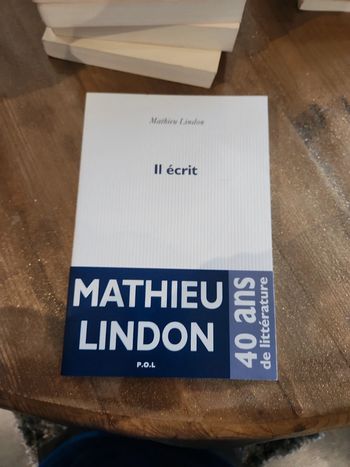 Mathieu Lindon
Il écrit
MATHIEU
LINDON
P.O.L
40 ans
de littérature